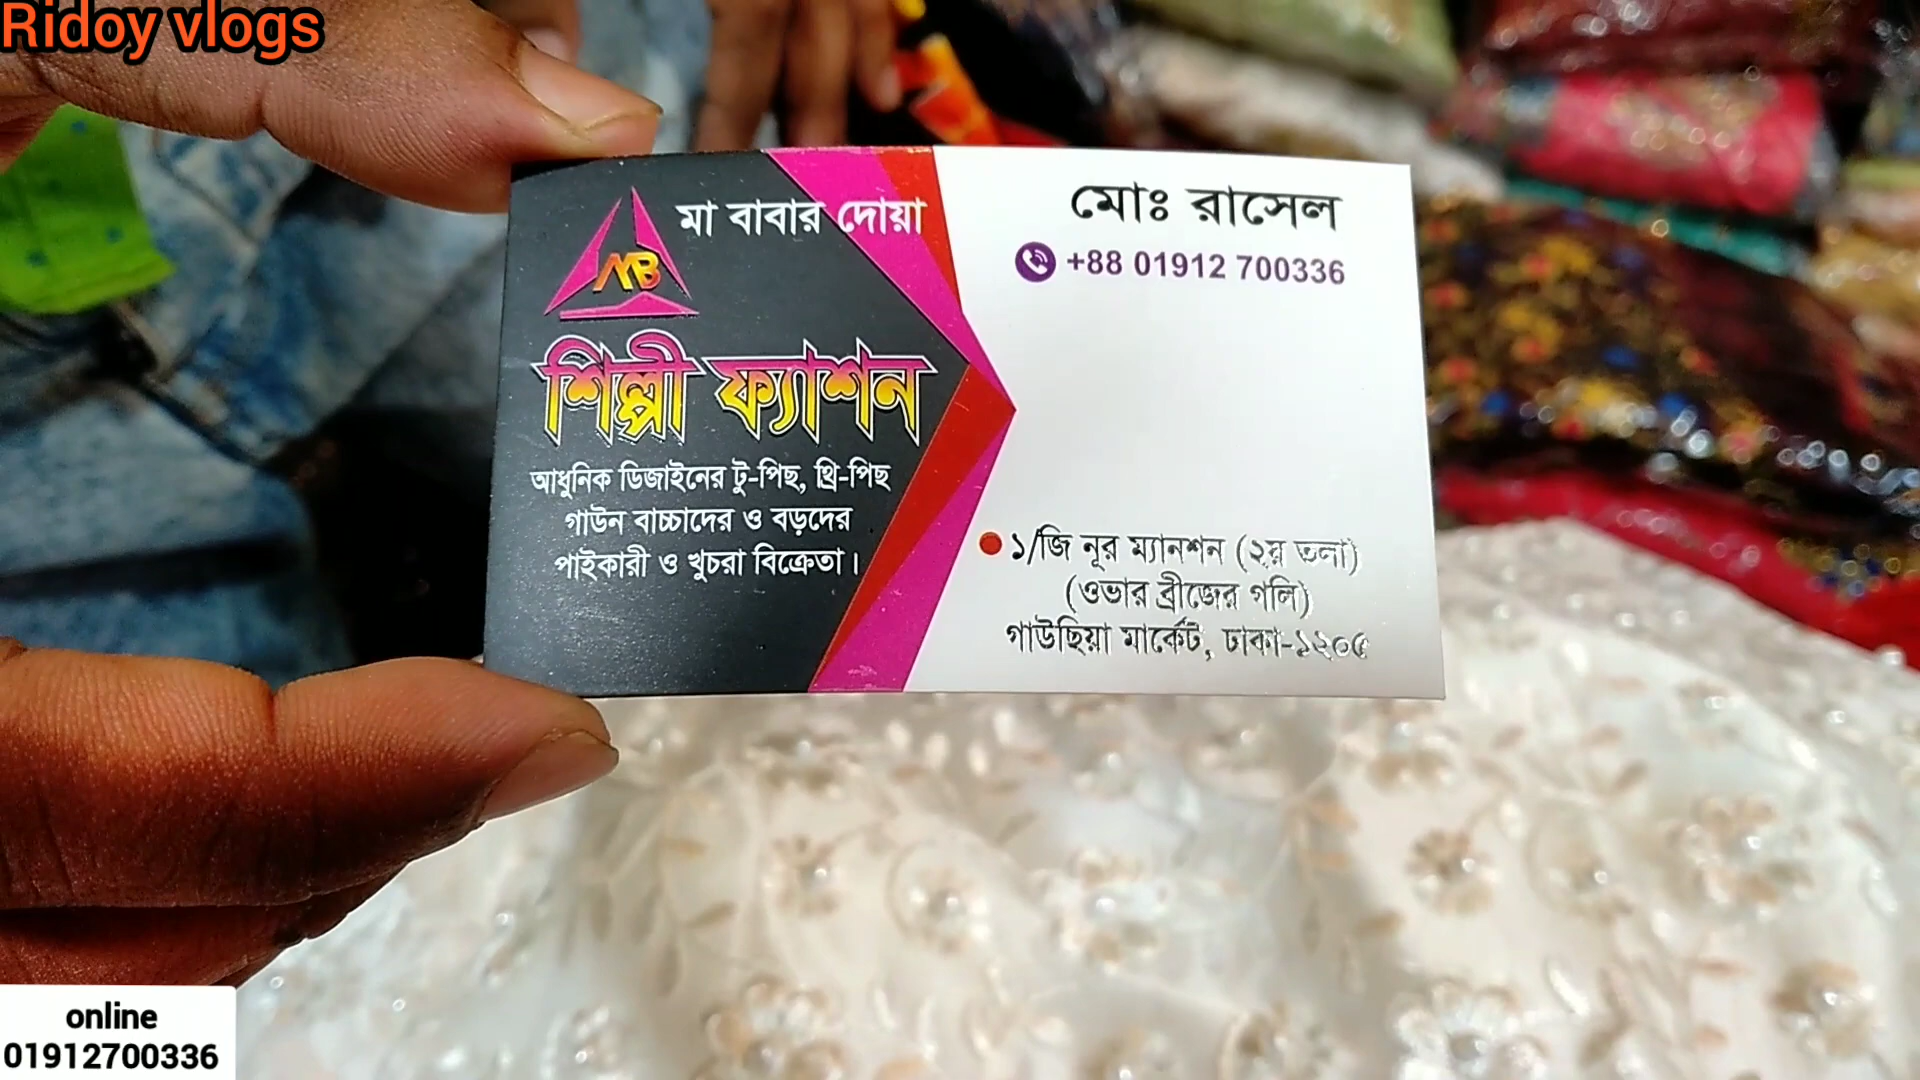 Ridoy vlogs
মা বাবার দোয়া
NB
শিল্পী ফ্যাশন
আধুনিক ডিজাইনের টু-পিছ, থ্রি-পিছ
গাউন বাচ্চাদের ও বড়দের
পাইকারী ও খুচরা বিক্রেতা।
মোঃ রাসেল
+88 01912 700336
১/জি নূর ম্যানশন (২য় তলা)
(ওভার ব্রীজের গলি)
গাউছিয়া মার্কেট, ঢাকা-১২০৫
online
01912700336